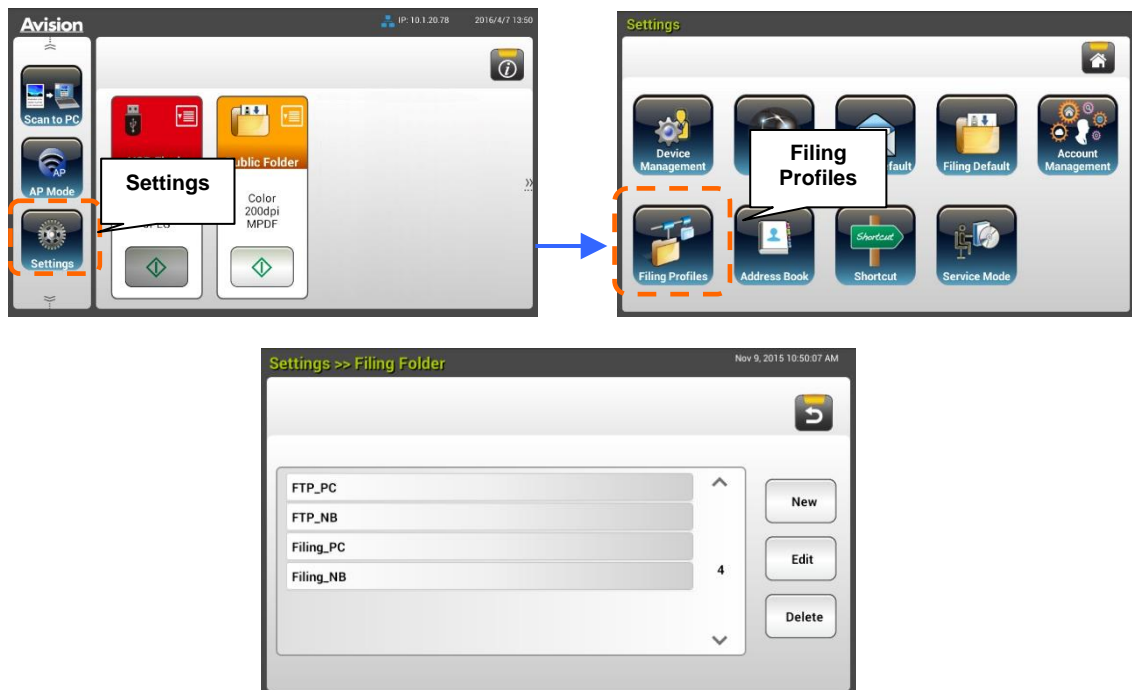 Avision
IP: 10.1.20.78
2016/4/7 13:50
Scan to PC
AP
AP Mode
Settings
Settings
Public Folder
Color
200dpi
MPDF
Settings
Device
Management
Filing
Profiles
Filing Default
Account
Management
Filing Profiles
Address Book
Shortcut
Shortcut
Service Mode
Settings >> Filing Folder
Nov 9, 2015 10:50:07 AM
FTP_PC
FTP_NB
Filing_PC
Filing_NB
4
New
Edit
Delete